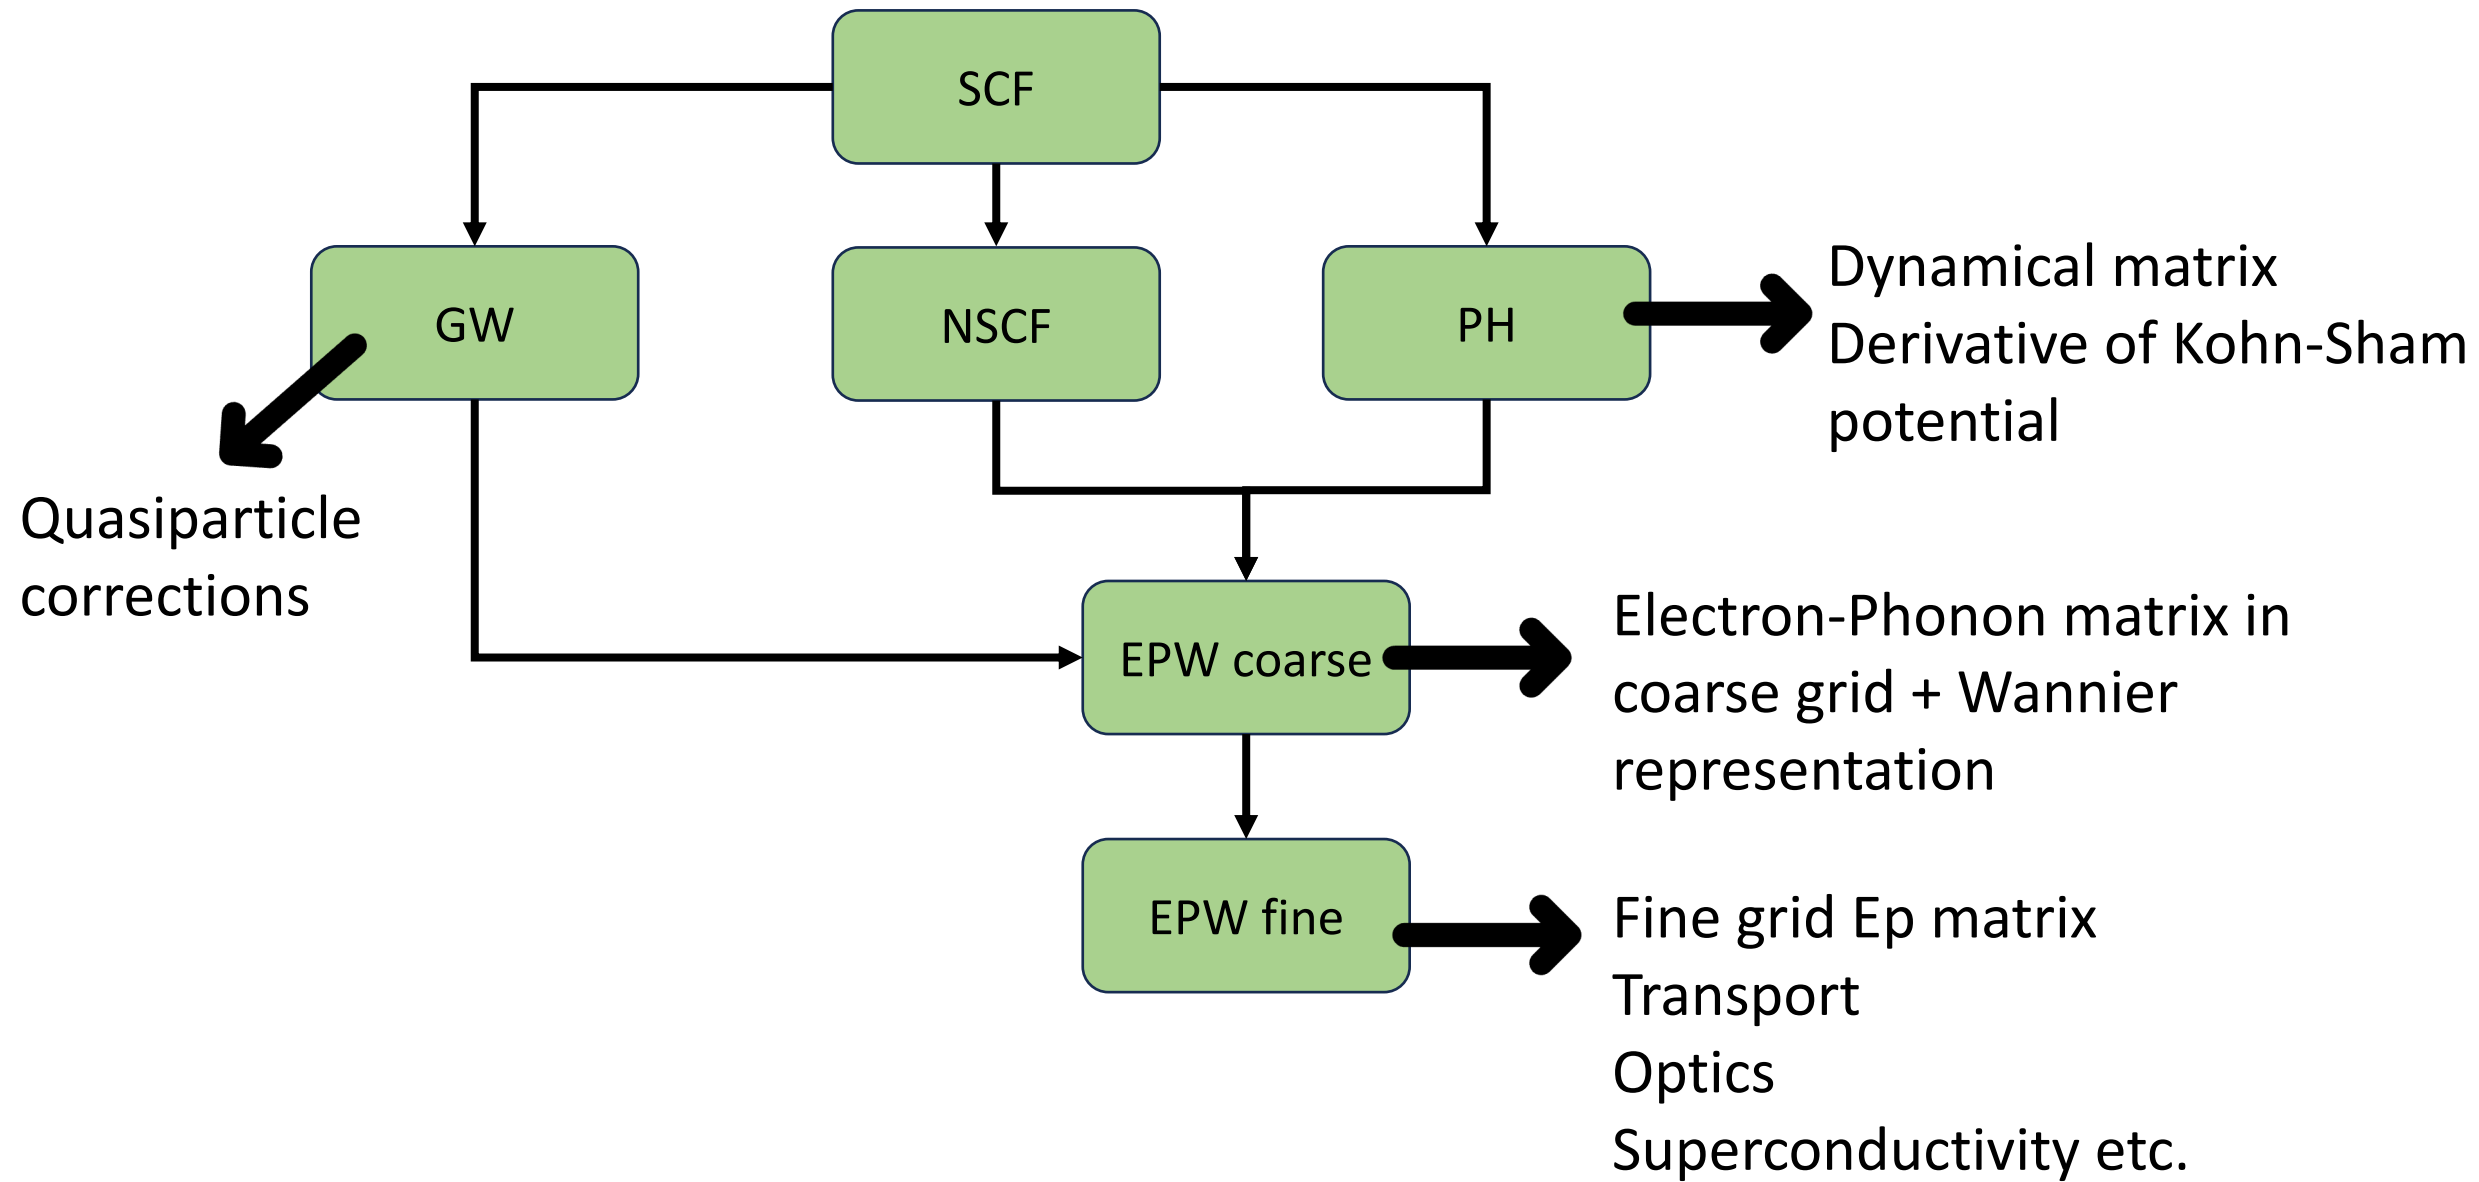 SCF
GW
NSCF
PH
Dynamical matrix
Derivative of Kohn-Sham
potential
Quasiparticle
corrections
EPW coarse
Electron-Phonon matrix in
coarse grid + Wannier
representation
EPW fine
Fine grid Ep matrix
Transport
Optics
Superconductivity etc.